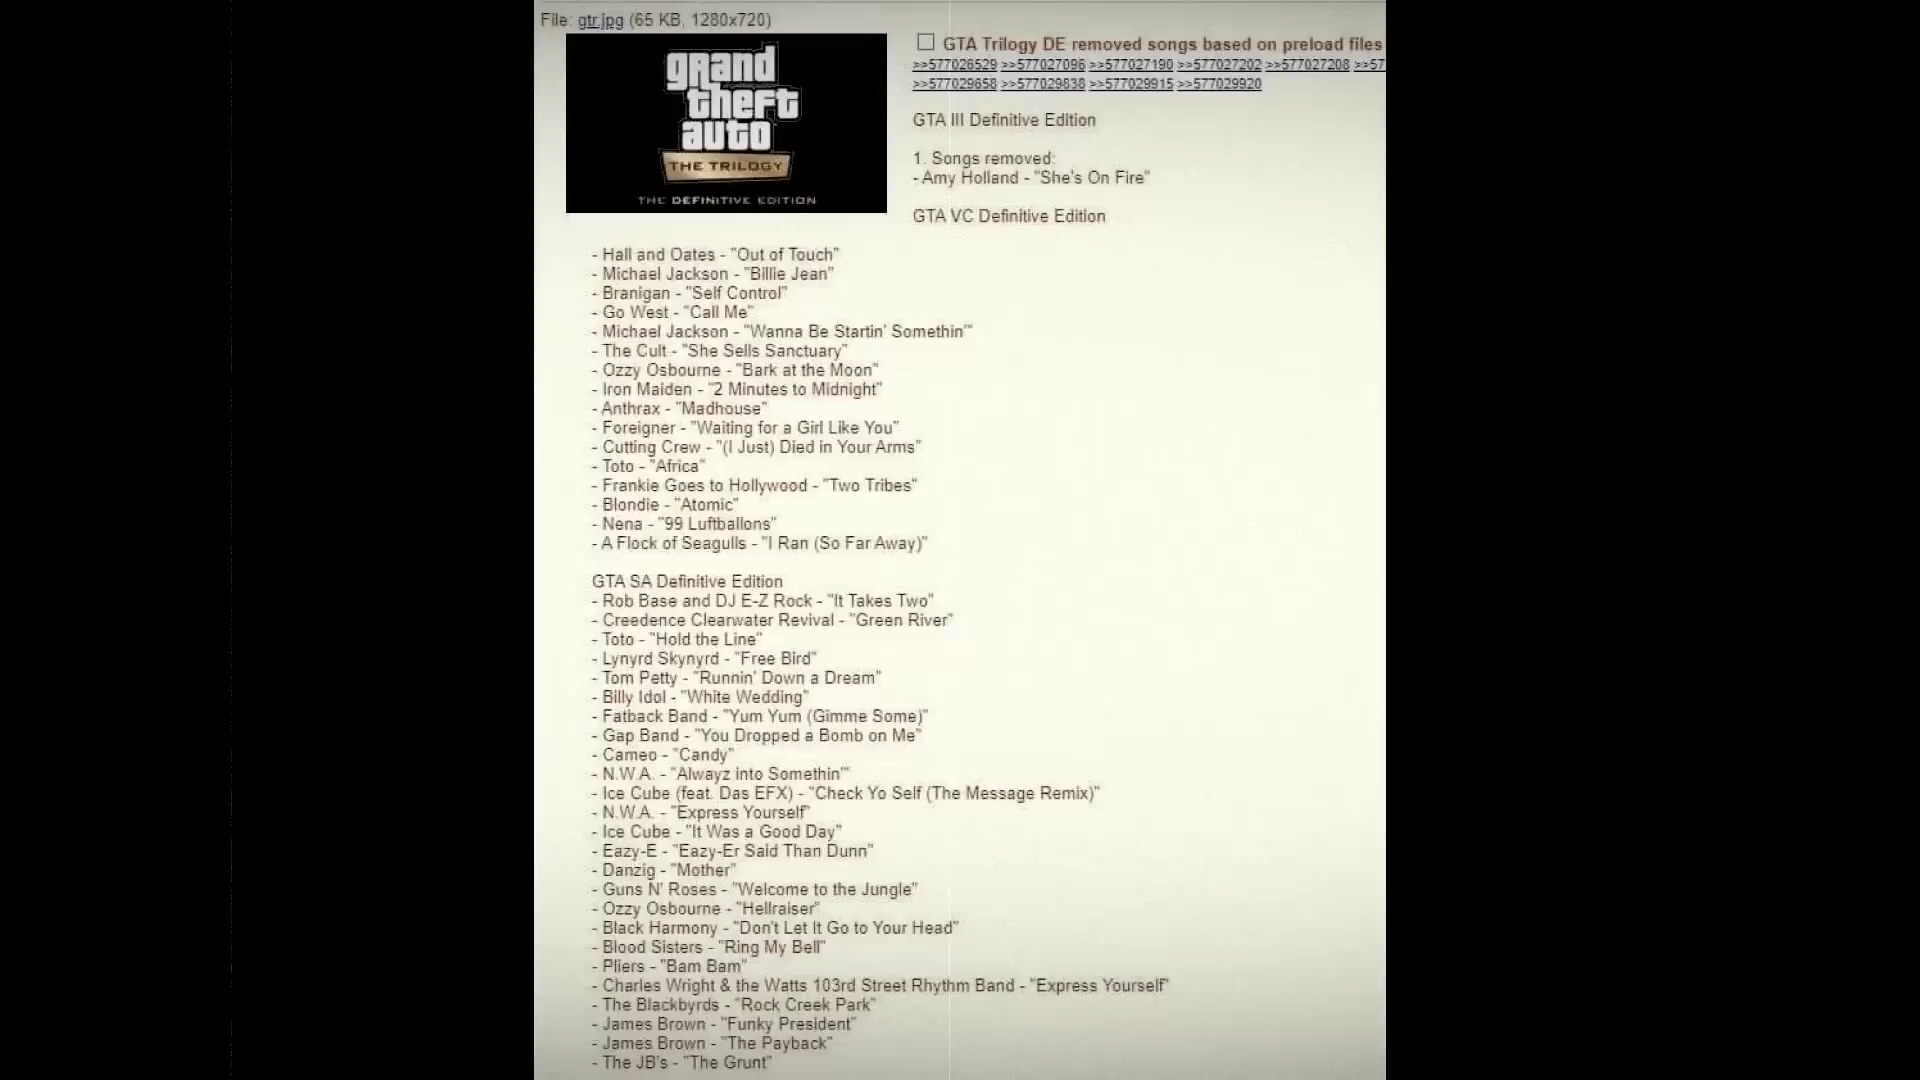 File: gtr.jpg (65 KB, 1280x720)
grand
theft
auto
THE TRILOGY
THE DEFINITIVE EDITION
GTA Trilogy DE removed songs based on preload files
>>577026529 >>577027096 >>577027190 >>577027202 >>577027208 >>57
>>577029658 >>577029838 >>577029915 >>577029920
GTA III Definitive Edition
1. Songs removed:
- Amy Holland - "She's On Fire"
GTA VC Definitive Edition
- Hall and Oates - "Out of Touch"
- Michael Jackson - "Billie Jean"
- Branigan - "Self Control"
- Go West - "Call Me"
- Michael Jackson - "Wanna Be Startin' Somethin'"
- The Cult - "She Sells Sanctuary"
- Ozzy Osbourne - "Bark at the Moon"
- Iron Maiden - "2 Minutes to Midnight"
- Anthrax - "Madhouse"
- Foreigner - "Waiting for a Girl Like You"
- Cutting Crew - "(I Just) Died in Your Arms"
- Toto - "Africa"
- Frankie Goes to Hollywood - "Two Tribes"
- Blondie - "Atomic"
- Nena - "99 Luftballons"
- A Flock of Seagulls - "I Ran (So Far Away)"
GTA SA Definitive Edition
- Rob Base and DJ E-Z Rock - "It Takes Two"
- Creedence Clearwater Revival - "Green River"
- Toto - "Hold the Line"
- Lynyrd Skynyrd - "Free Bird"
- Tom Petty - "Runnin' Down a Dream"
- Billy Idol - "White Wedding"
- Fatback Band - "Yum Yum (Gimme Some)"
- Gap Band - "You Dropped a Bomb on Me"
- Cameo - "Candy"
- N.W.A. - "Alwayz into Somethin'"
- Ice Cube (feat. Das EFX) - "Check Yo Self (The Message Remix)"
- N.W.A. - "Express Yourself"
- Ice Cube - "It Was a Good Day"
- Eazy-E - "Eazy-Er Said Than Dunn"
- Danzig - "Mother"
- Guns N' Roses - "Welcome to the Jungle"
- Ozzy Osbourne - "Hellraiser"
- Black Harmony - "Don't Let It Go to Your Head"
- Blood Sisters - "Ring My Bell"
- Pliers - "Bam Bam"
- Charles Wright & the Watts 103rd Street Rhythm Band - "Express Yourself"
- The Blackbyrds - "Rock Creek Park"
- James Brown - "Funky President"
- James Brown - "The Payback"
- The JB's - "The Grunt"